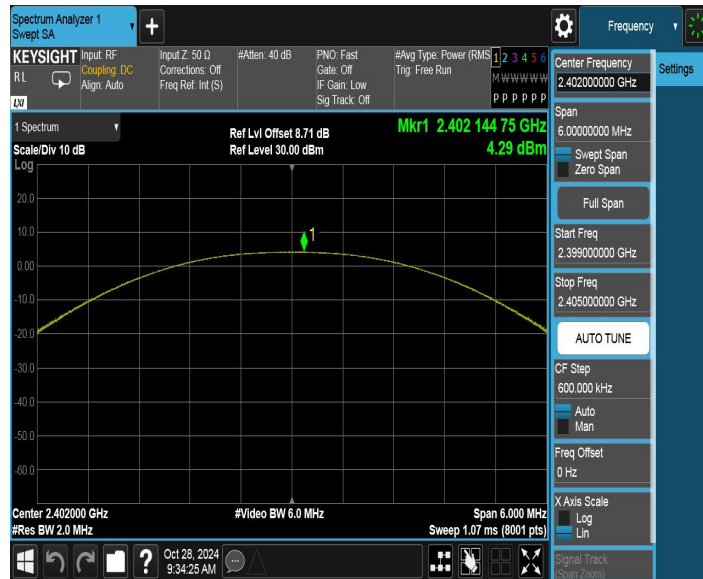 Spectrum Analyzer 1
Swept SA
Frequency
KEYSIGHT
RL
LXI
Input: RF
Coupling: DC
Align: Auto
Input Z: 50 Ω
Corrections: Off
Freq Ref: Int (S)
#Atten: 40 dB
PNO: Fast
Gate: Off
IF Gain: Low
Sig Track: Off
#Avg Type: Power (RMS
Trig: Free Run
1 2 3 4 5 6
M W W W W W
P P P P P P
1 Spectrum
Scale/Div 10 dB
Log
Ref Lvl Offset 8.71 dB
Ref Level 30.00 dBm
Mkr1 2.402 144 75 GHz
4.29 dBm
20.0
10.0
0.00
-10.0
-20.0
-30.0
-40.0
-50.0
-60.0
1
Center 2.402000 GHz
#Res BW 2.0 MHz
#Video BW 6.0 MHz
Span 6.000 MHz
Sweep 1.07 ms (8001 pts)
Oct 28, 2024
9:34:25 AM
Center Frequency
2.402000000 GHz
Span
6.00000000 MHz
Swept Span
Zero Span
Full Span
Start Freq
2.399000000 GHz
Stop Freq
2.405000000 GHz
AUTO TUNE
CF Step
600.000 kHz
Auto
Man
Freq Offset
0 Hz
X Axis Scale
Log
Lin
Signal Track
(Span Zoom)
Settings